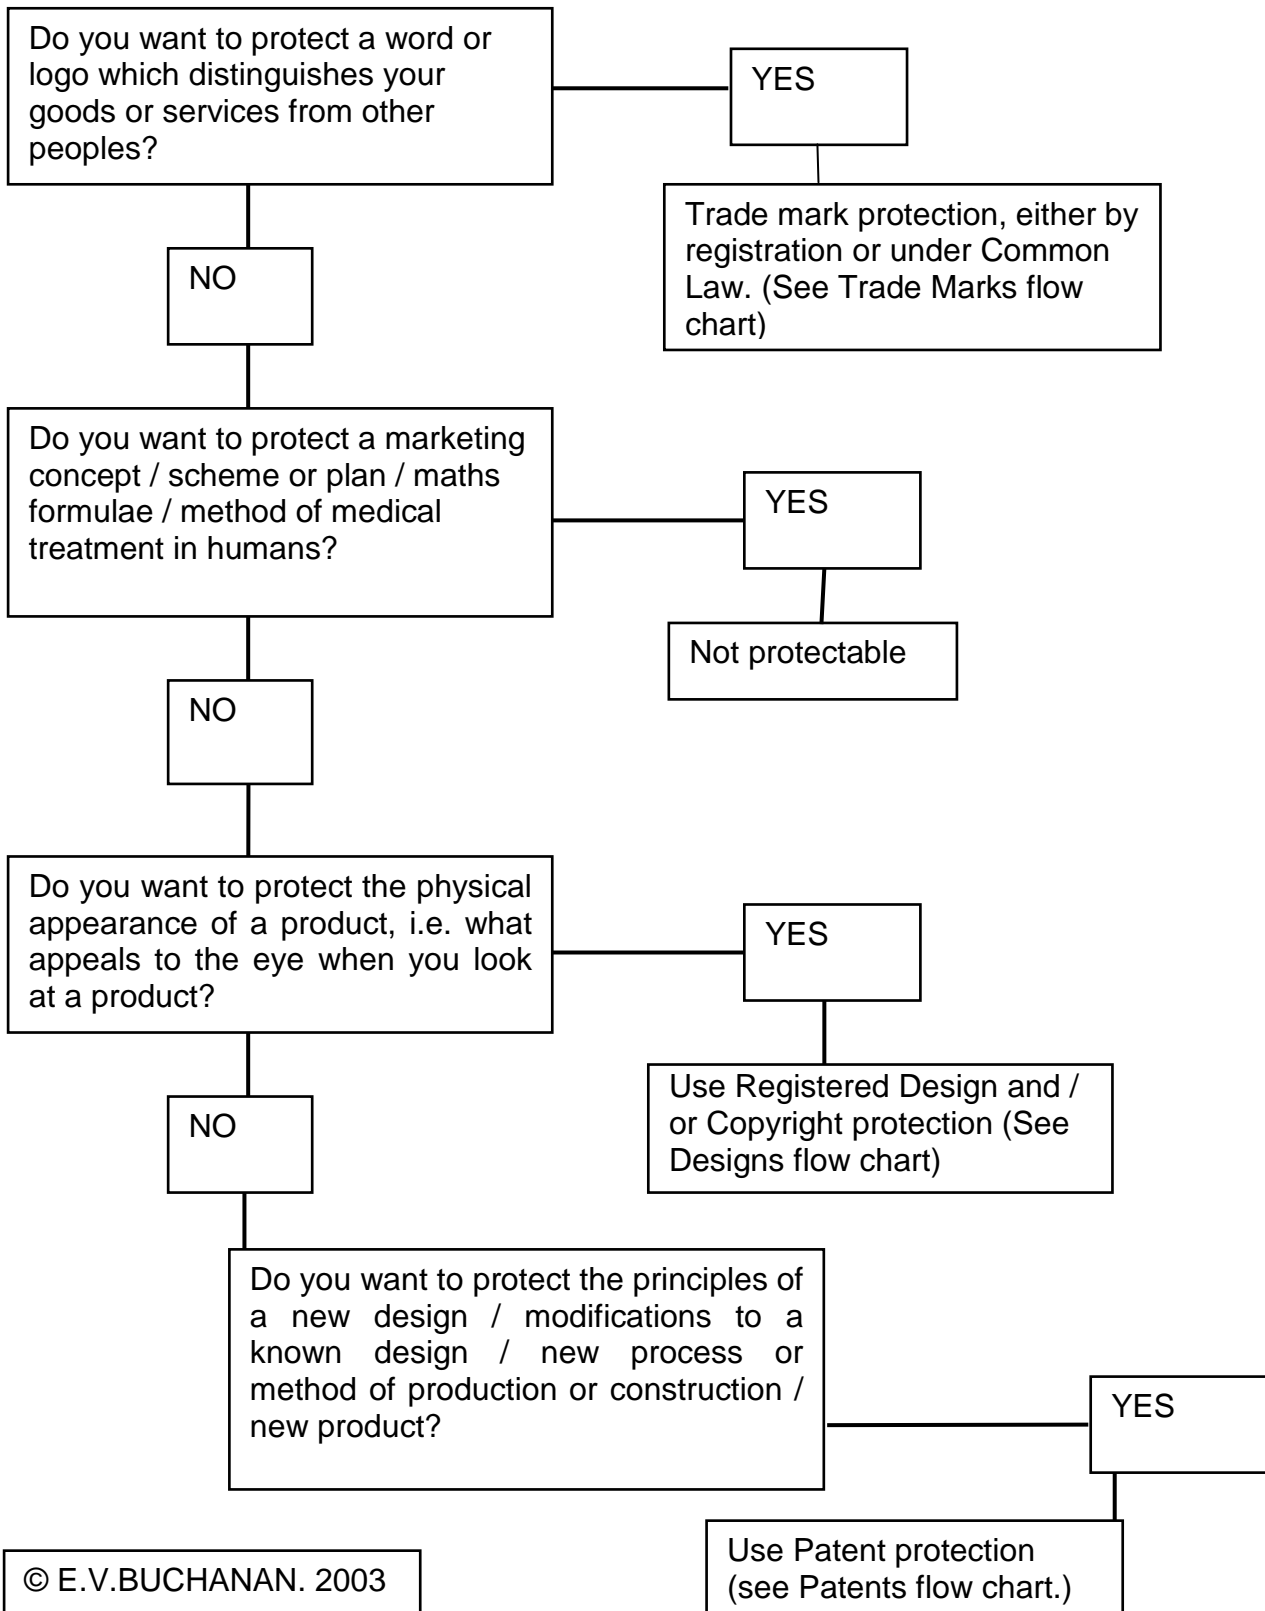 Do you want to protect a word or
logo which distinguishes your
goods or services from other
peoples?
YES
Trade mark protection, either by
registration or under Common
Law. (See Trade Marks flow
chart)
NO
Do you want to protect a marketing
concept / scheme or plan / maths
formulae / method of medical
treatment in humans?
YES
Not protectable
NO
Do you want to protect the physical
appearance of a product, i.e. what
appeals to the eye when you look
at a product?
YES
Use Registered Design and /
or Copyright protection (See
Designs flow chart)
NO
Do you want to protect the principles of
a new design / modifications to a
known design / new process or
method of production or construction /
new product?
YES
Use Patent protection
(see Patents flow chart.)
© E.V.BUCHANAN. 2003